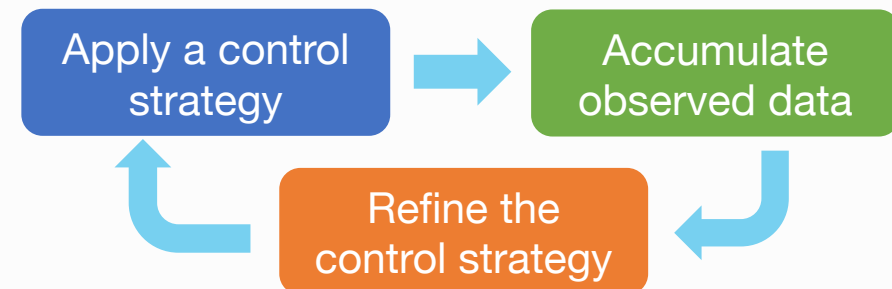 Apply a control
strategy
Accumulate
observed data
Refine the
control strategy